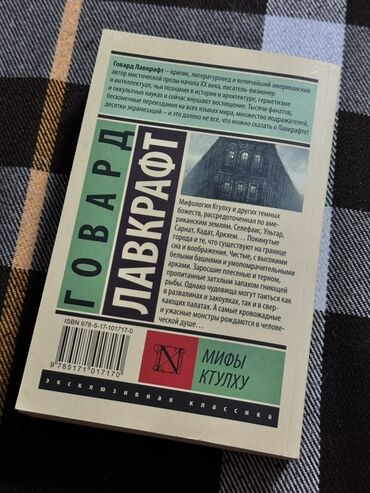 Говард Лавкрафт – критик, литературовед и величайший американский
автор мистической прозы начала XX века, писатель-визионер
и интеллектуал, чьи познания в истории и архитектуре, герметизме
и оккультных науках и сейчас внушают восхищение. Тысячи фанатов,
бесконечные переиздания на всех языках мира, множество подражателей,
десятки экранизаций – и это далеко не все, что можно сказать о Лавкрафте!
ГОВАРД
ЛАВКРАФТ
Мифология Ктулху и других темных
божеств, рассредоточенная по аме-
риканским землям. Селефаис, Ультар,
Сарнат, Кадат, Аркхем… Покинутые
города и те, что существуют на границе
сна и воображения. Чистые, с высокими
белыми башнями и умопомрачительными
арками. Заросшие плесенью и терном,
пропитанные затхлым запахом гниющей
рыбы. Однако чудовища могут таиться как
в развалинах и закоулках, так и в свер-
кающих палатах. А самые кровожадные
и ужасные монстры рождаются в челове-
ческой душе…
ISBN 978-5-17-101717-0
9 785171 017170
N
МИФЫ
КТУЛХУ
эксклюзивная классика